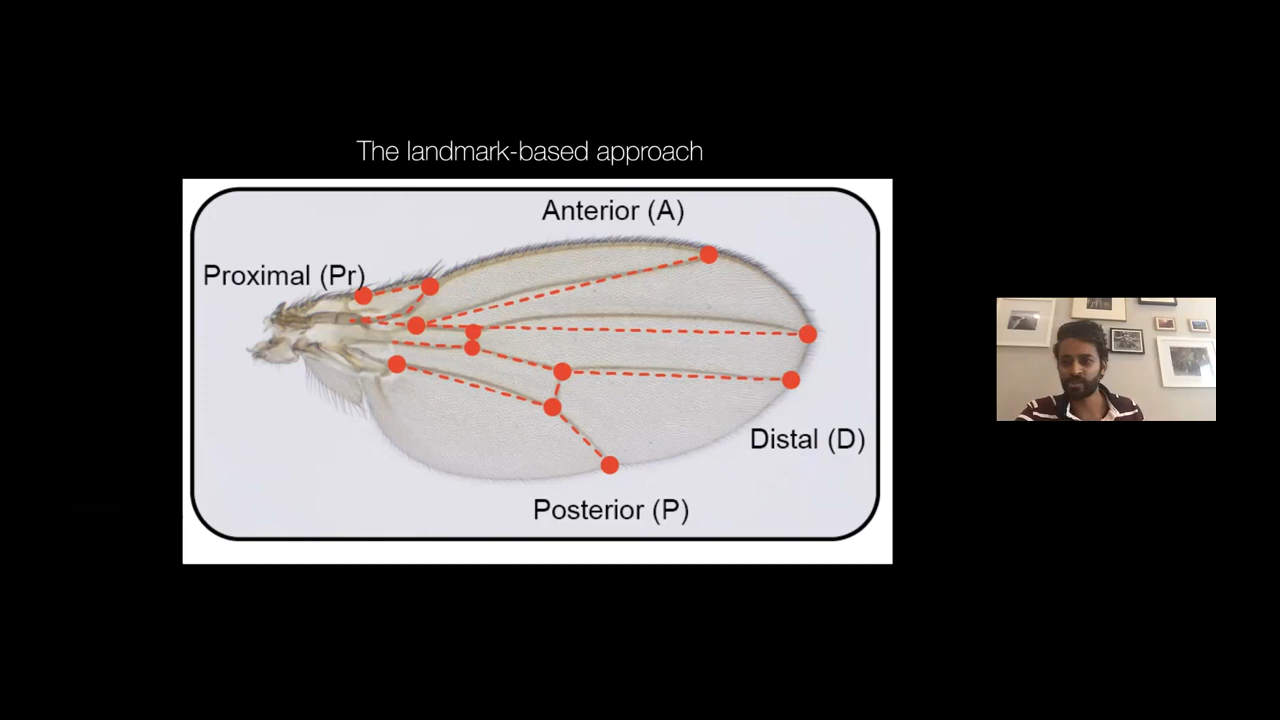 The landmark-based approach
Anterior (A)
Proximal (Pr)
Distal (D)
Posterior (P)